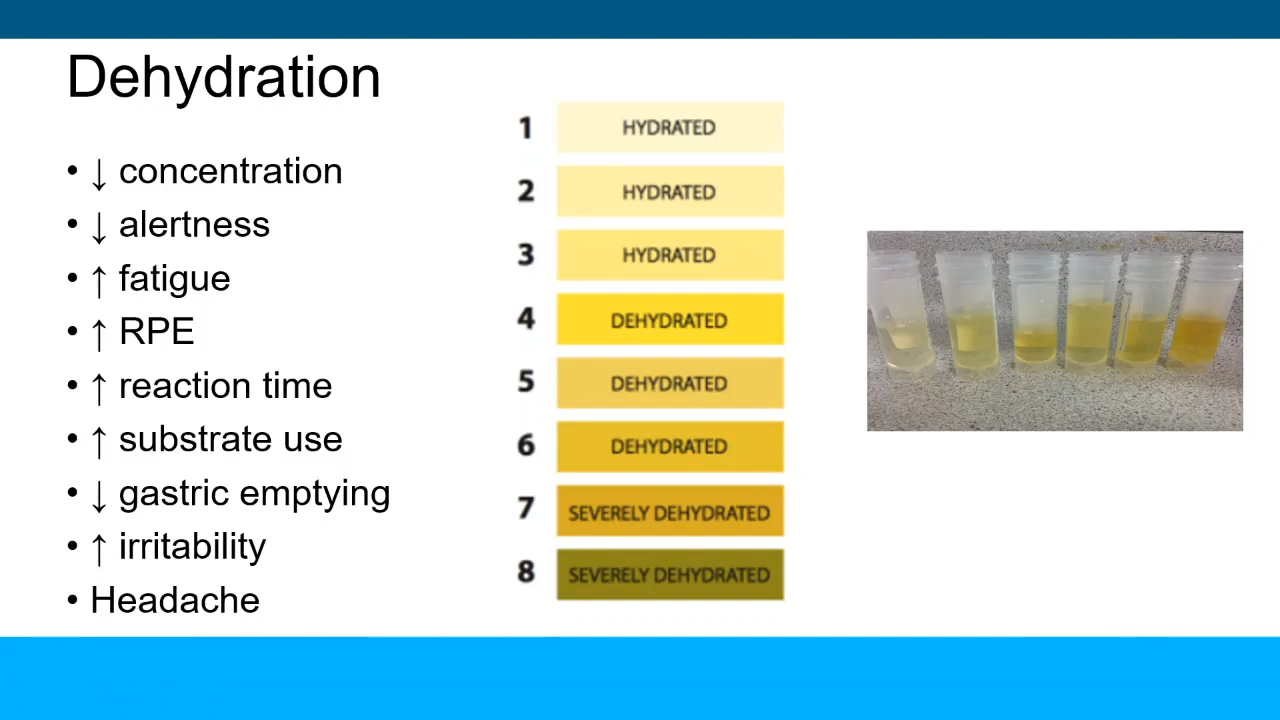 Dehydration
• ↓ concentration
• ↓ alertness
• ↑ fatigue
• ↑ RPE
• ↑ reaction time
• ↑ substrate use
• ↓ gastric emptying
• ↑ irritability
• Headache
1 HYDRATED
2 HYDRATED
3 HYDRATED
4 DEHYDRATED
5 DEHYDRATED
6 DEHYDRATED
7 SEVERELY DEHYDRATED
8 SEVERELY DEHYDRATED